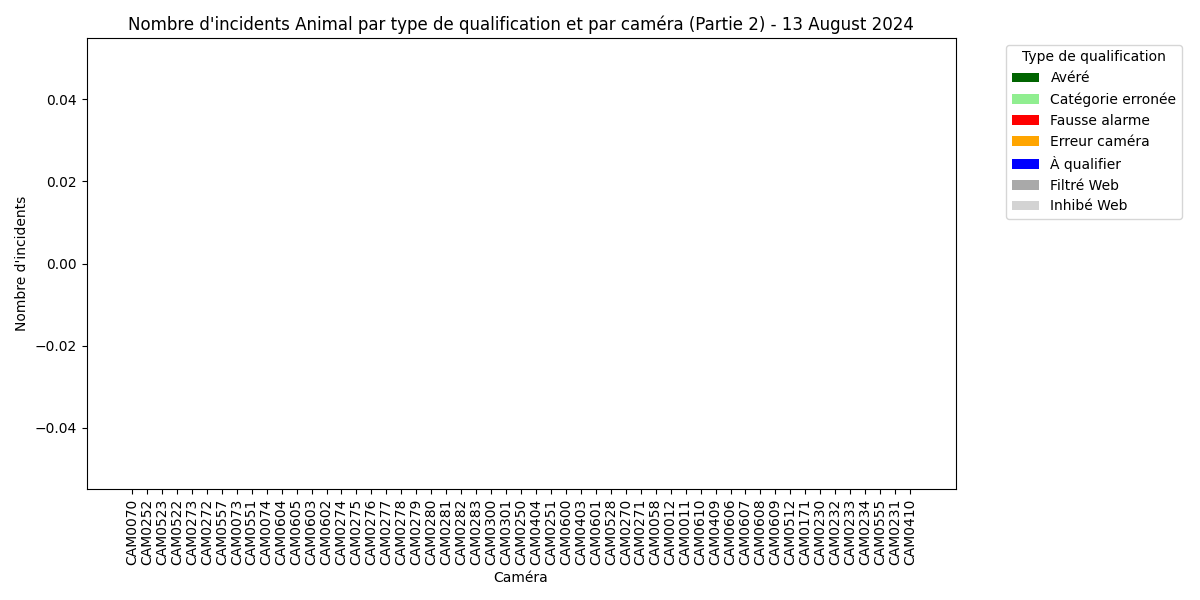 Nombre d'incidents Animal par type de qualification et par caméra (Partie 2) - 13 August 2024
Type de qualification
Avéré
Catégorie erronée
Fausse alarme
Erreur caméra
À qualifier
Filtré Web
Inhibé Web
Nombre d'incidents
0.04
0.02
0.00
−0.02
−0.04
CAM0070
CAM0252
CAM0523
CAM0522
CAM0273
CAM0272
CAM0557
CAM0073
CAM0551
CAM0074
CAM0604
CAM0605
CAM0603
CAM0602
CAM0274
CAM0275
CAM0276
CAM0277
CAM0278
CAM0279
CAM0280
CAM0281
CAM0282
CAM0283
CAM0300
CAM0301
CAM0250
CAM0404
CAM0251
CAM0600
CAM0403
CAM0601
CAM0528
CAM0270
CAM0271
CAM0058
CAM0012
CAM0011
CAM0610
CAM0409
CAM0606
CAM0607
CAM0608
CAM0609
CAM0512
CAM0171
CAM0230
CAM0232
CAM0233
CAM0234
CAM0555
CAM0231
CAM0410
Caméra